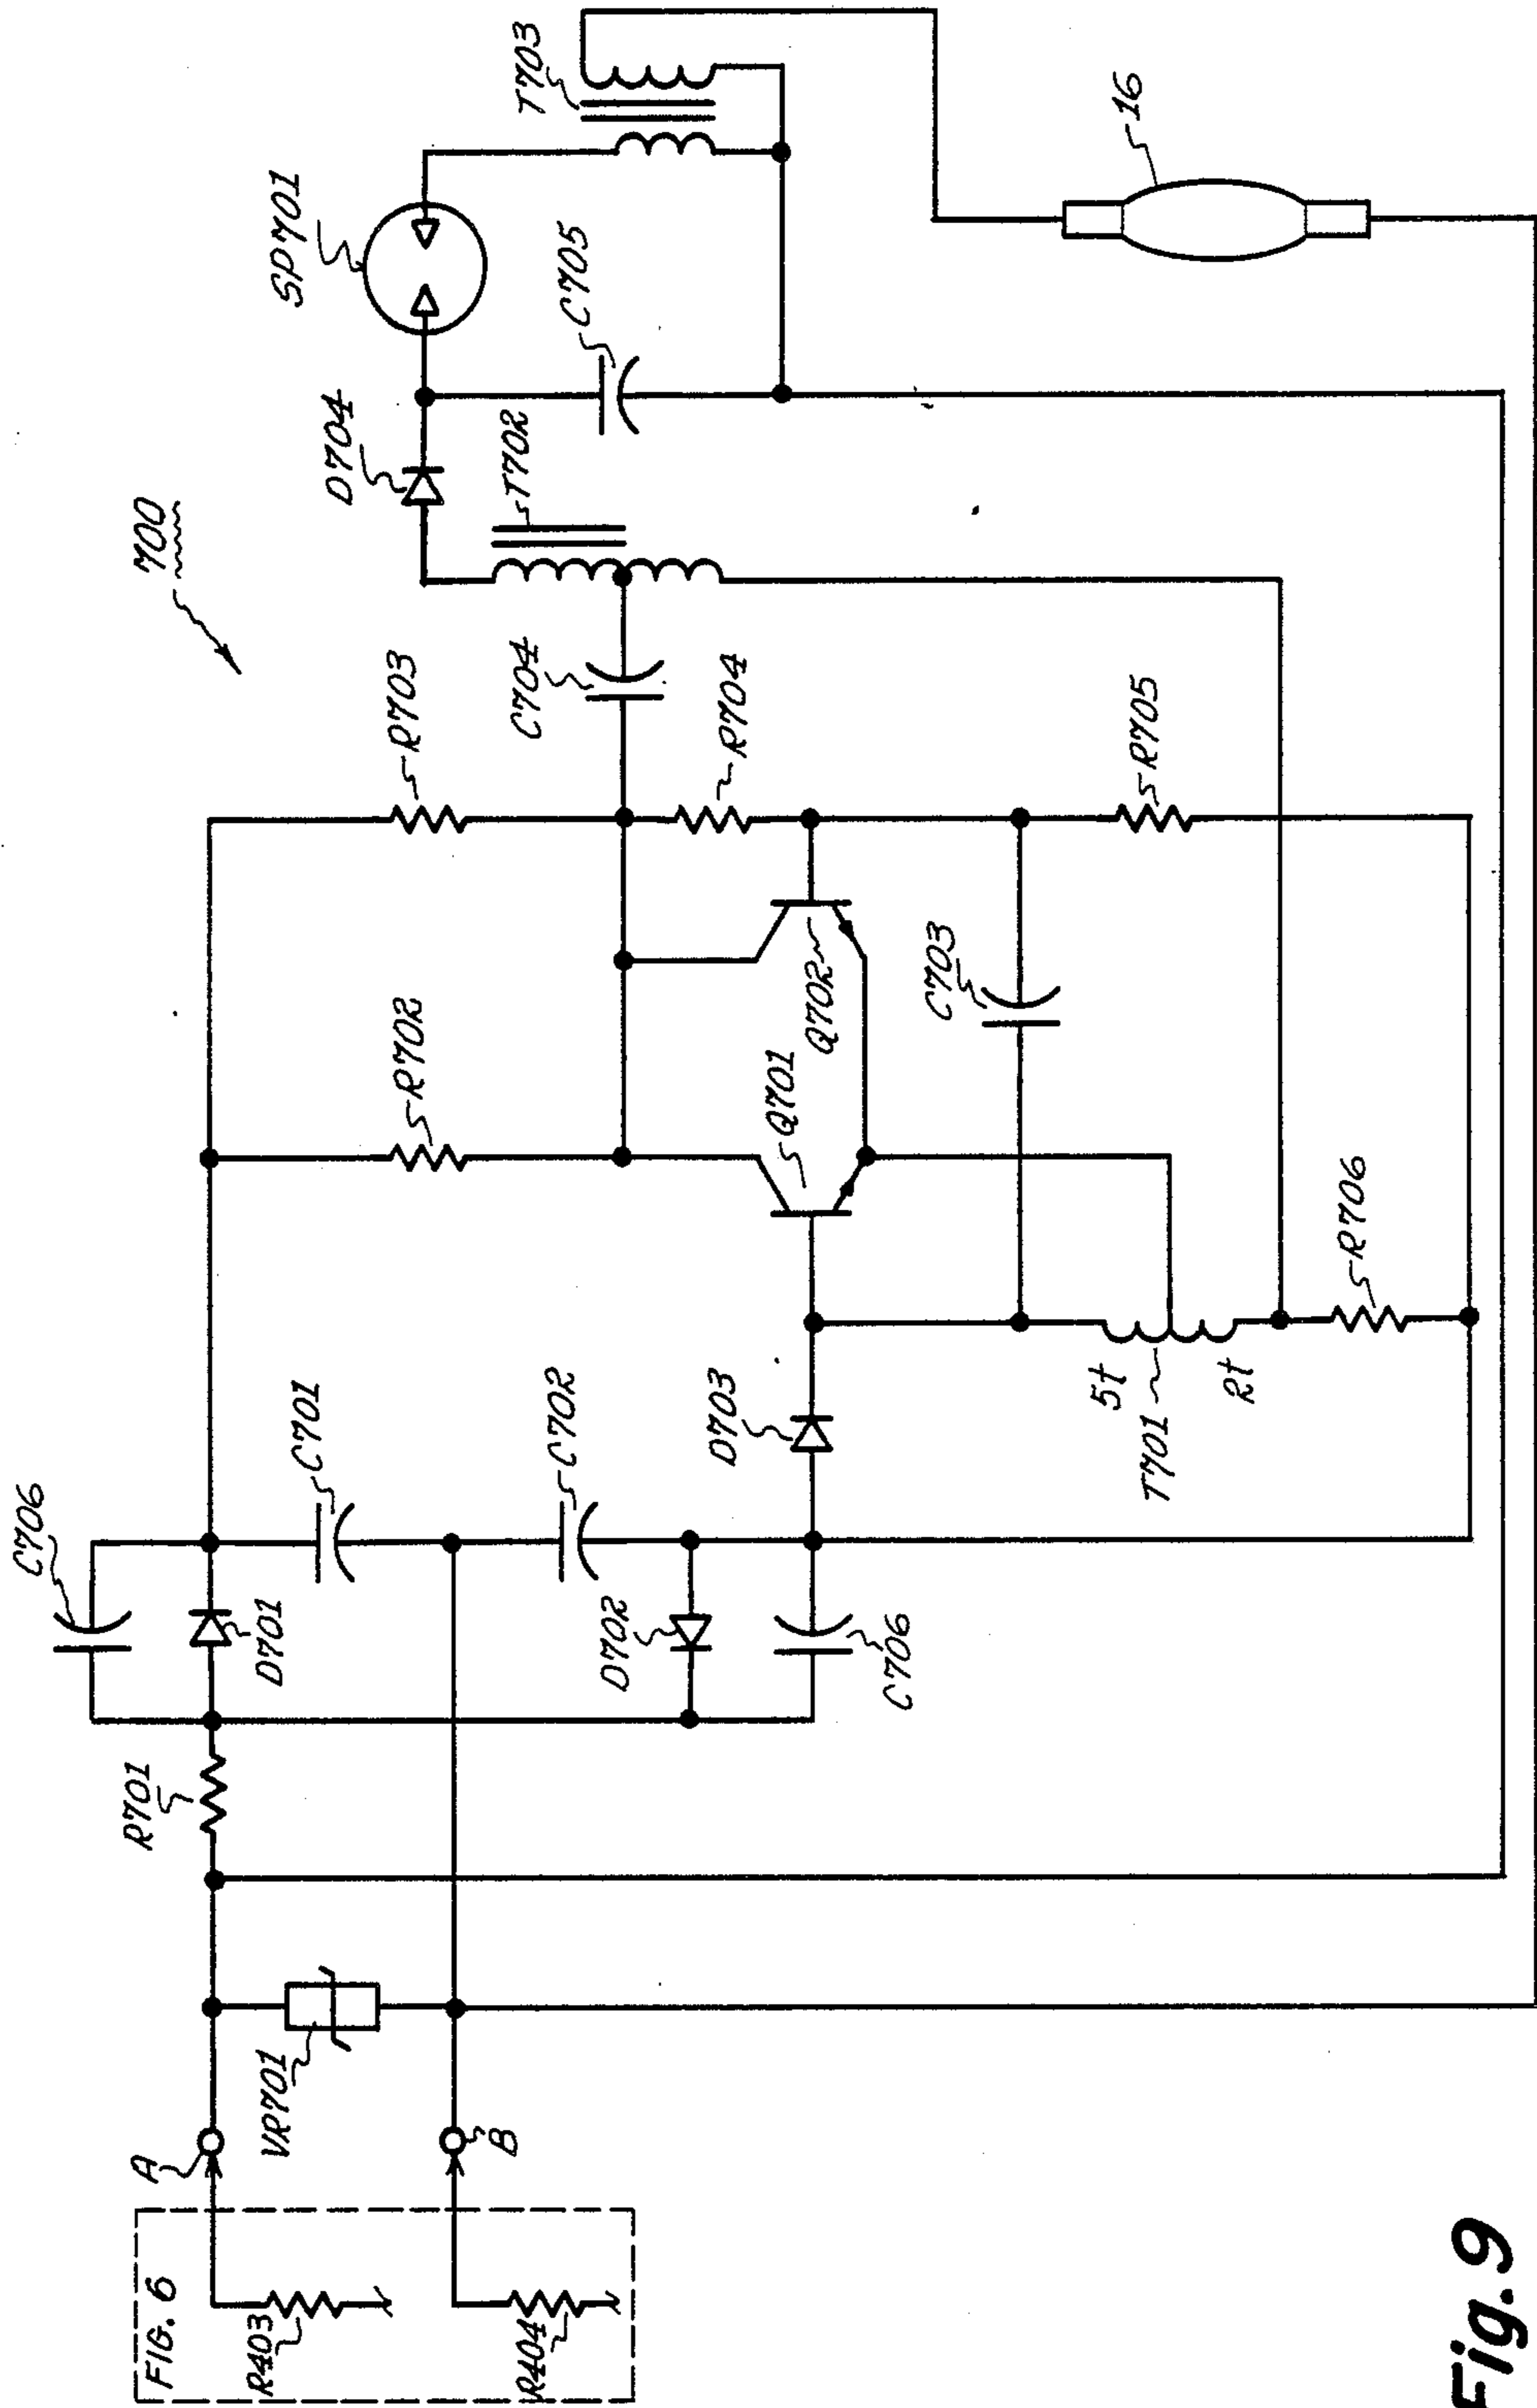 700
C706
R701
D701
C701
R702
R703
D704
SP701
T703
T702
C705
C704
R704
FIG. 6
R403
R404
A
B
VR701
D702
C706
C702
D703
Q701
Q702
C703
R705
5t
T701
2t
R706
16
Fig. 9